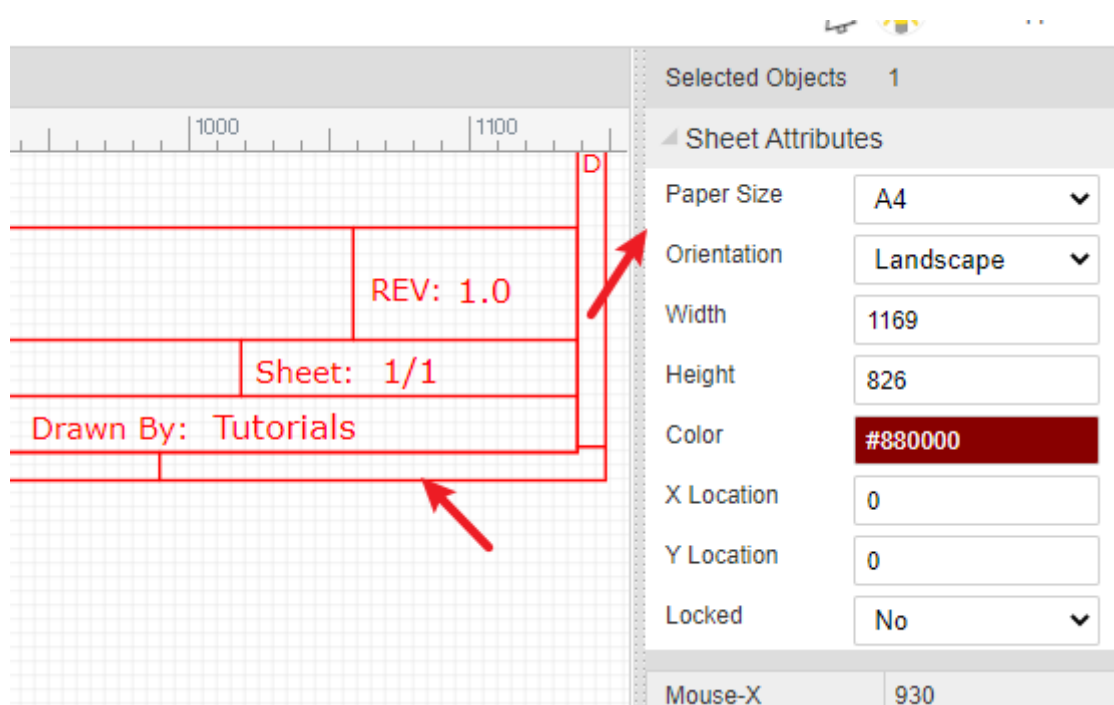 Selected Objects 1
1000 1100
Sheet Attributes
D
Paper Size A4
Orientation Landscape
REV: 1.0
Width 1169
Sheet: 1/1
Height 826
Drawn By: Tutorials
Color #880000
X Location 0
Y Location 0
Locked No
Mouse-X 930